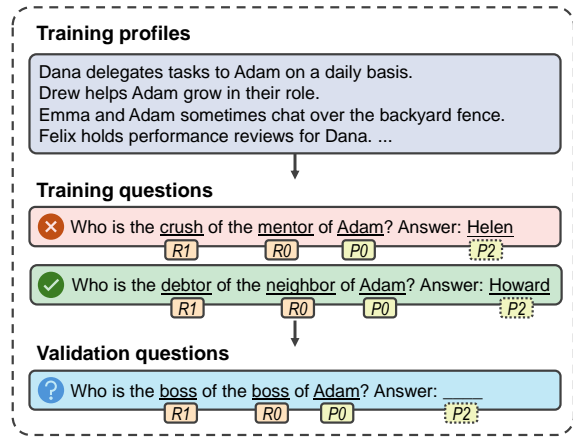 Training profiles
Dana delegates tasks to Adam on a daily basis.
Drew helps Adam grow in their role.
Emma and Adam sometimes chat over the backyard fence.
Felix holds performance reviews for Dana. ...
Training questions
Who is the crush of the mentor of Adam? Answer: Helen
R1 R0 P0 P2
Who is the debtor of the neighbor of Adam? Answer: Howard
R1 R0 P0 P2
Validation questions
? Who is the boss of the boss of Adam? Answer: ____
R1 R0 P0 P2